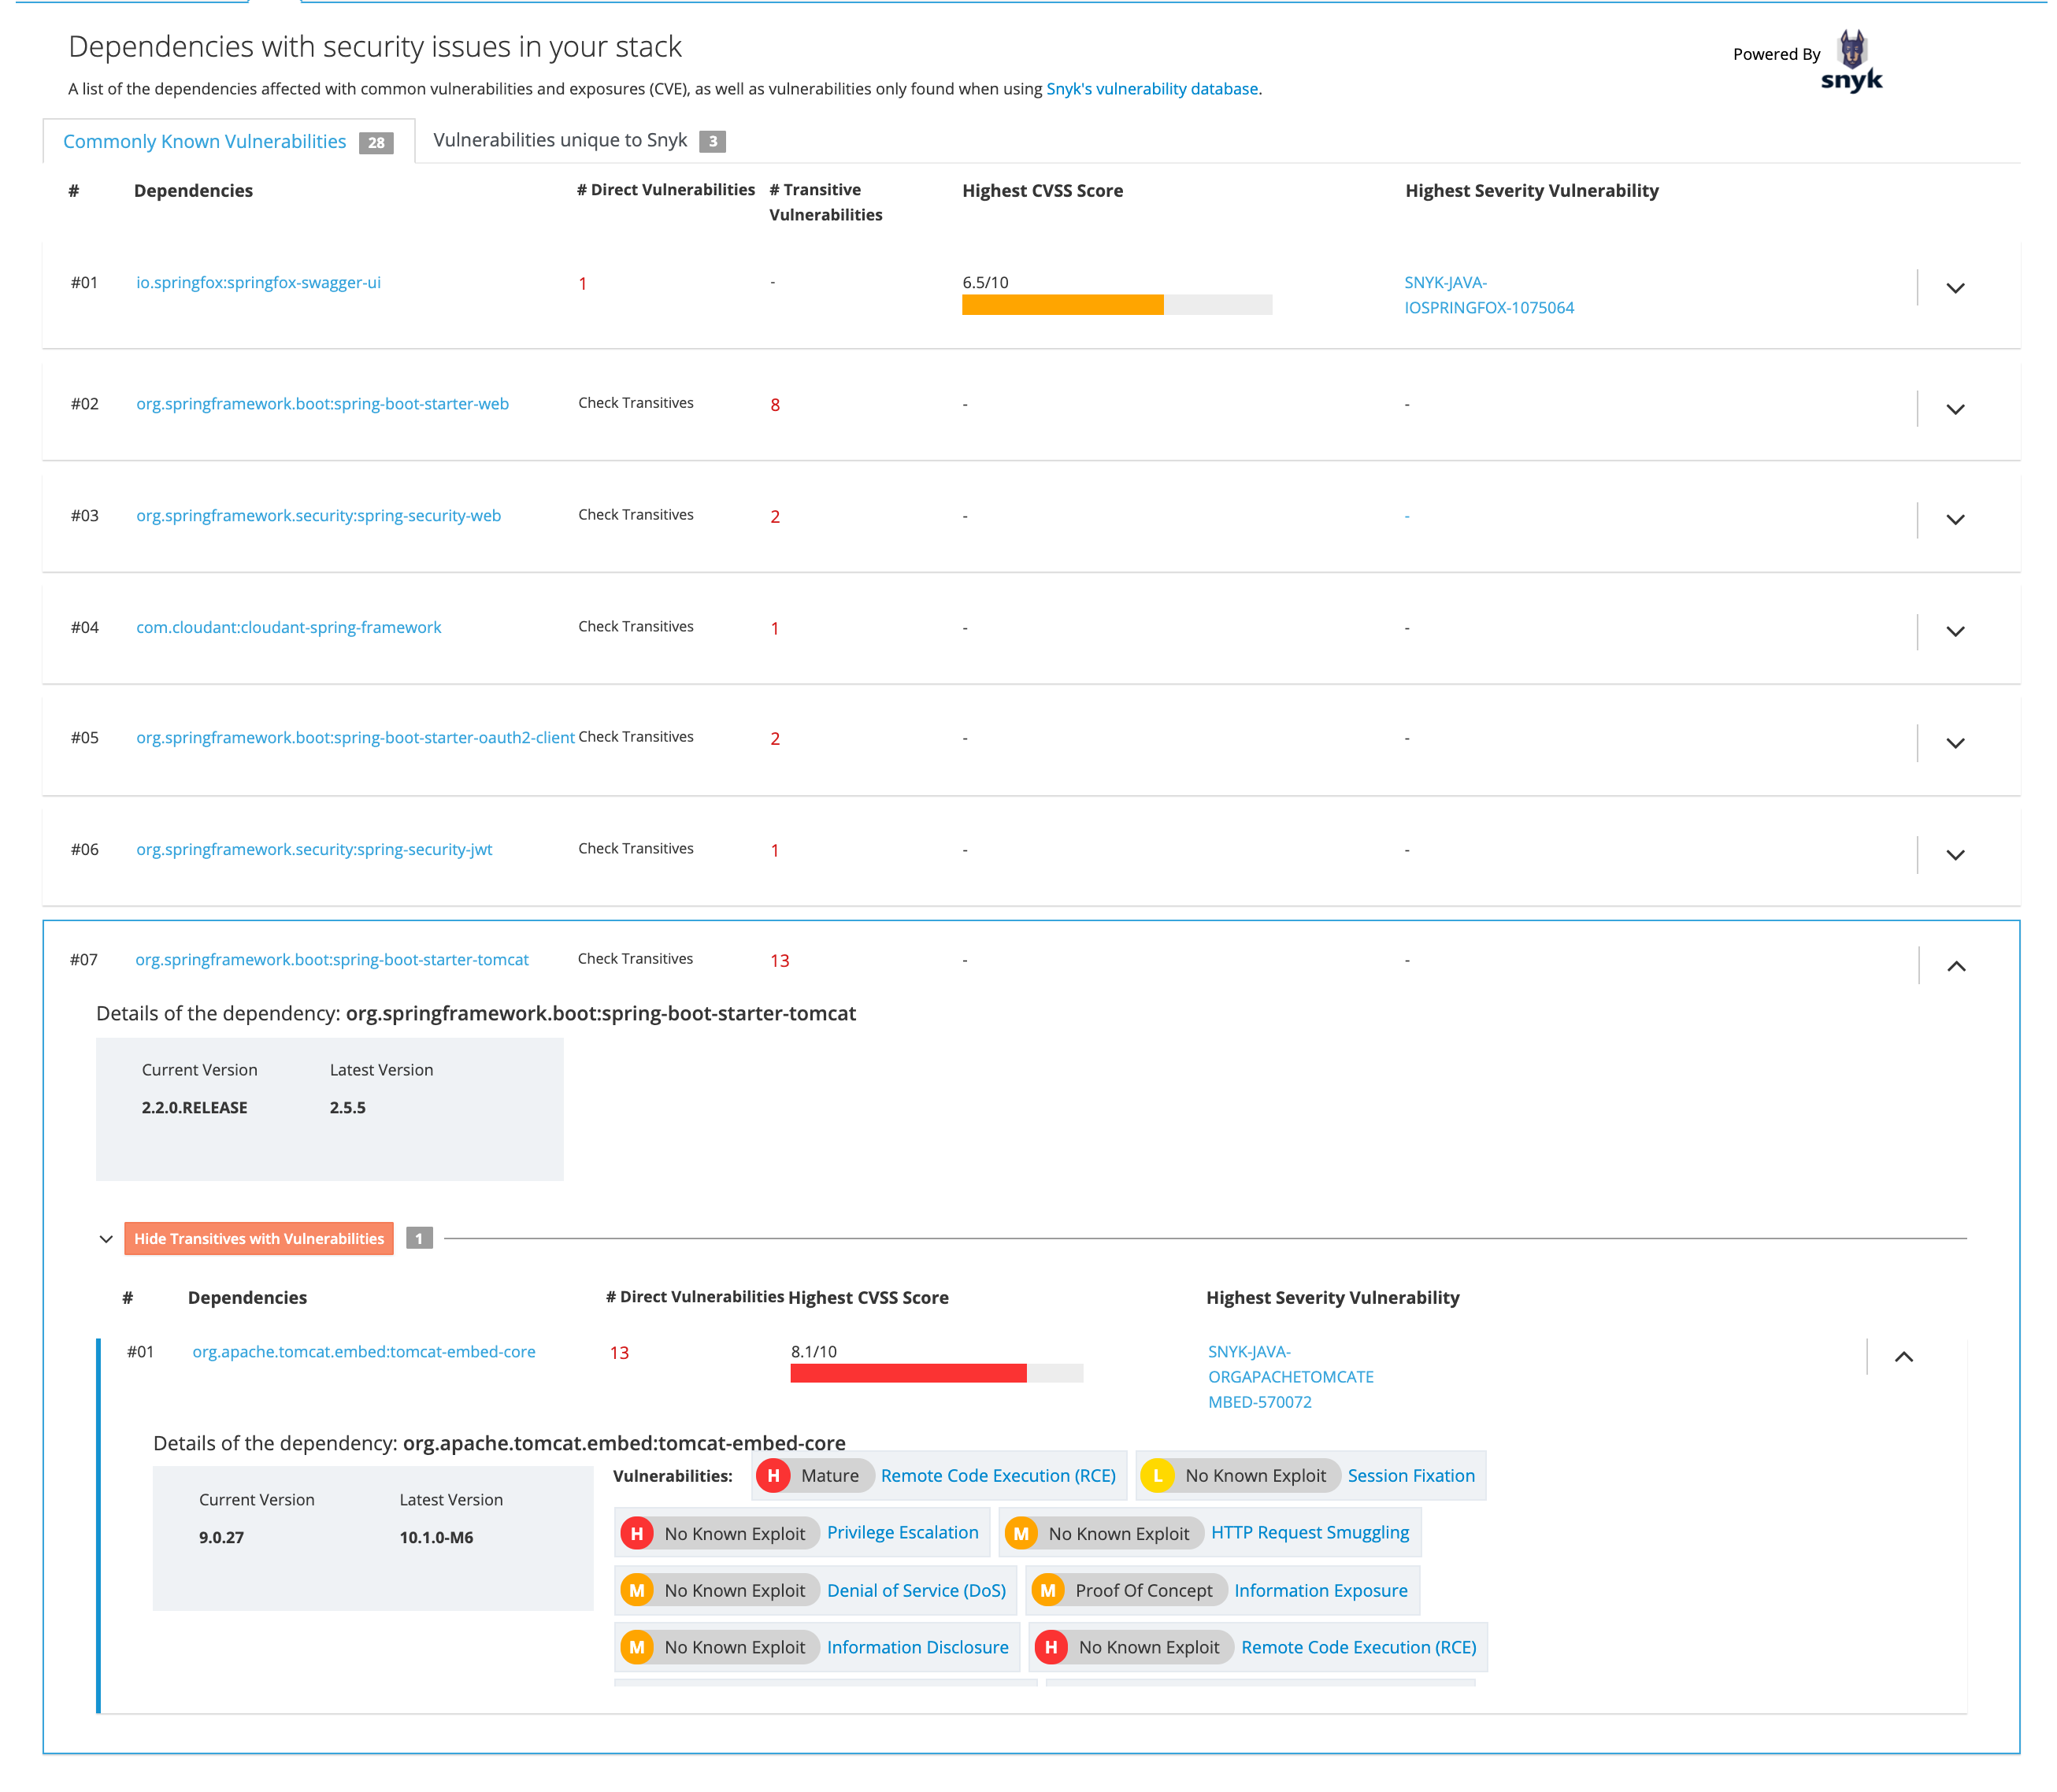 Dependencies with security issues in your stack
Powered By
snyk
A list of the dependencies affected with common vulnerabilities and exposures (CVE), as well as vulnerabilities only found when using Snyk's vulnerability database.
Commonly Known Vulnerabilities 28 Vulnerabilities unique to Snyk 3
# Dependencies # Direct Vulnerabilities # Transitive Highest CVSS Score Highest Severity Vulnerability
Vulnerabilities
#01 io.springfox:springfox-swagger-ui 1 - 6.5/10 SNYK-JAVA-
IOSPRINGFOX-1075064
#02 org.springframework.boot:spring-boot-starter-web Check Transitives 8 - -
#03 org.springframework.security:spring-security-web Check Transitives 2 - -
#04 com.cloudant:cloudant-spring-framework Check Transitives 1 - -
#05 org.springframework.boot:spring-boot-starter-oauth2-client Check Transitives 2 - -
#06 org.springframework.security:spring-security-jwt Check Transitives 1 - -
#07 org.springframework.boot:spring-boot-starter-tomcat Check Transitives 13 - -
Details of the dependency: org.springframework.boot:spring-boot-starter-tomcat
Current Version Latest Version
2.2.0.RELEASE 2.5.5
Hide Transitives with Vulnerabilities 1
# Dependencies # Direct Vulnerabilities Highest CVSS Score Highest Severity Vulnerability
#01 org.apache.tomcat.embed:tomcat-embed-core 13 8.1/10 SNYK-JAVA-
ORGAPACHETOMCATE
MBED-570072
Details of the dependency: org.apache.tomcat.embed:tomcat-embed-core
Current Version Latest Version
9.0.27 10.1.0-M6
Vulnerabilities: H Mature Remote Code Execution (RCE) L No Known Exploit Session Fixation
H No Known Exploit Privilege Escalation M No Known Exploit HTTP Request Smuggling
M No Known Exploit Denial of Service (DoS) M Proof Of Concept Information Exposure
M No Known Exploit Information Disclosure H No Known Exploit Remote Code Execution (RCE)